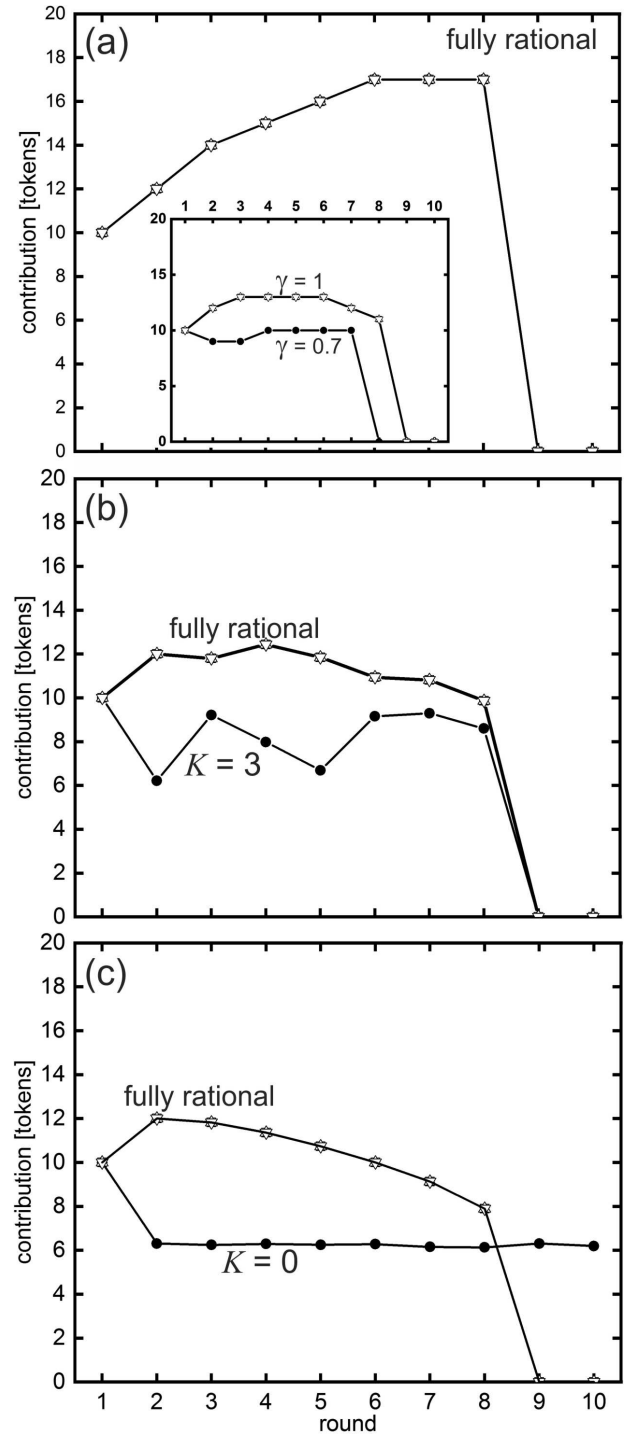 20
(a)
fully rational
18
16
14
12
10
8
6
4
2
0
contribution [tokens]
1 2 3 4 5 6 7 8 9 10
20
15
10
5
0
γ = 1
γ = 0.7
20
(b)
18
16
14
12
10
8
6
4
2
0
contribution [tokens]
fully rational
K = 3
20
(c)
18
16
14
12
10
8
6
4
2
0
contribution [tokens]
fully rational
K = 0
1 2 3 4 5 6 7 8 9 10
round